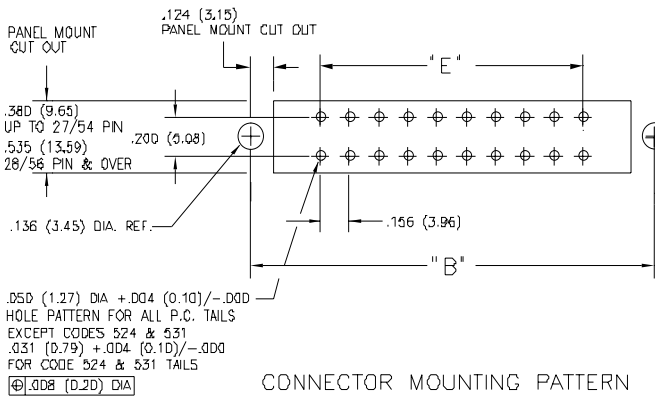 .124 (3.15)
PANEL MOUNT CUT OUT
PANEL MOUNT
CUT OUT
"E"
.380 (9.65)
UP TO 27/54 PIN
.535 (13.59)
28/56 PIN & OVER
.200 (5.08)
.136 (3.45) DIA. REF.
.156 (3.96)
"B"
.050 (1.27) DIA +.004 (0.10)/-.000
HOLE PATTERN FOR ALL P.C. TAILS
EXCEPT CODES 524 & 531
.031 (0.79) +.004 (0.10)/-.000
FOR CODE 524 & 531 TAILS
⌖ .008 (0.20) DIA
CONNECTOR MOUNTING PATTERN